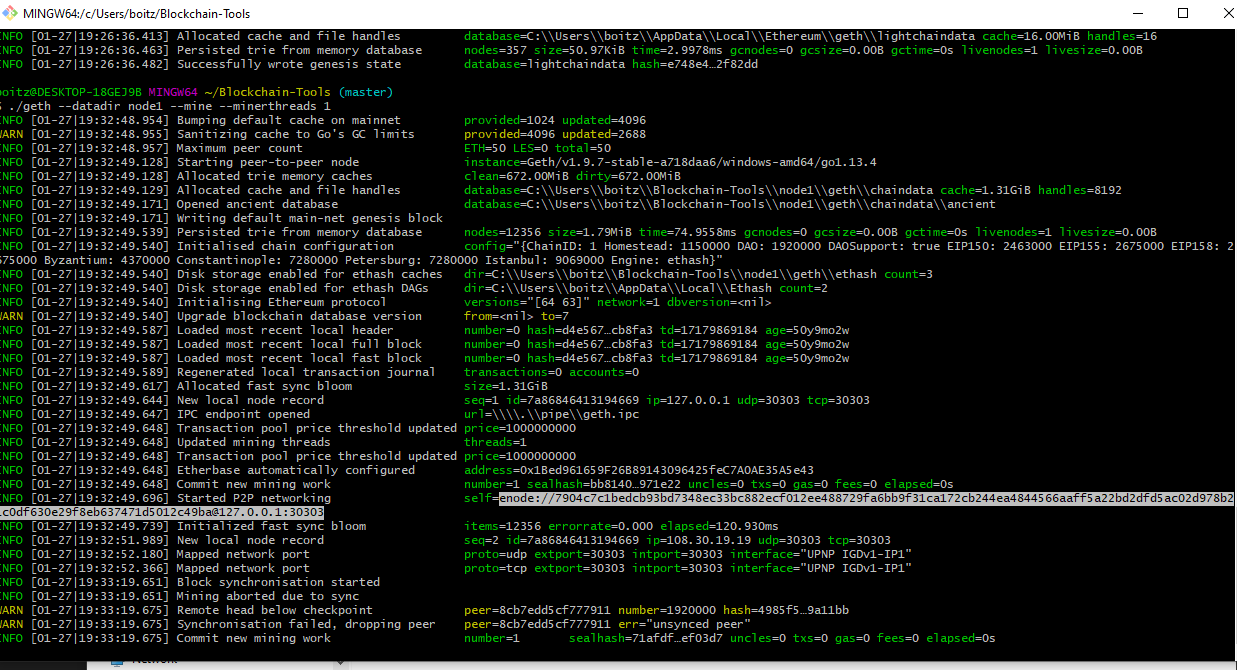 MINGW64:/c/Users/boitz/Blockchain-Tools
NFO [01-27|19:26:36.413] Allocated cache and file handles database=C:\\Users\\boitz\\AppData\\Local\\Ethereum\\geth\\lightchaindata cache=16.00MiB handles=16
NFO [01-27|19:26:36.463] Persisted trie from memory database nodes=357 size=50.97KiB time=2.9978ms gcnodes=0 gcsize=0.00B gctime=0s livenodes=1 livesize=0.00B
NFO [01-27|19:26:36.482] Successfully wrote genesis state database=lightchaindata hash=e748e4…2f82dd
boitz@DESKTOP-18GEJ9B MINGW64 ~/Blockchain-Tools (master)
$ ./geth --datadir node1 --mine --minerthreads 1
NFO [01-27|19:32:48.954] Bumping default cache on mainnet provided=1024 updated=4096
WARN [01-27|19:32:48.955] Sanitizing cache to Go's GC limits provided=4096 updated=2688
NFO [01-27|19:32:48.957] Maximum peer count ETH=50 LES=0 total=50
NFO [01-27|19:32:49.128] Starting peer-to-peer node instance=Geth/v1.9.7-stable-a718daa6/windows-amd64/go1.13.4
NFO [01-27|19:32:49.128] Allocated trie memory caches clean=672.00MiB dirty=672.00MiB
NFO [01-27|19:32:49.129] Allocated cache and file handles database=C:\\Users\\boitz\\Blockchain-Tools\\node1\\geth\\chaindata cache=1.31GiB handles=8192
NFO [01-27|19:32:49.171] Opened ancient database database=C:\\Users\\boitz\\Blockchain-Tools\\node1\\geth\\chaindata\\ancient
NFO [01-27|19:32:49.171] Writing default main-net genesis block
NFO [01-27|19:32:49.539] Persisted trie from memory database nodes=12356 size=1.79MiB time=74.9558ms gcnodes=0 gcsize=0.00B gctime=0s livenodes=1 livesize=0.00B
NFO [01-27|19:32:49.540] Initialised chain configuration config="{ChainID: 1 Homestead: 1150000 DAO: 1920000 DAOSupport: true EIP150: 2463000 EIP155: 2675000 EIP158: 2
675000 Byzantium: 4370000 Constantinople: 7280000 Petersburg: 7280000 Istanbul: 9069000 Engine: ethash}"
NFO [01-27|19:32:49.540] Disk storage enabled for ethash caches dir=C:\\Users\\boitz\\Blockchain-Tools\\node1\\geth\\ethash count=3
NFO [01-27|19:32:49.540] Disk storage enabled for ethash DAGs dir=C:\\Users\\boitz\\AppData\\Local\\Ethash count=2
NFO [01-27|19:32:49.540] Initialising Ethereum protocol versions="[64 63]" network=1 dbversion=<nil>
WARN [01-27|19:32:49.540] Upgrade blockchain database version from=<nil> to=7
NFO [01-27|19:32:49.587] Loaded most recent local header number=0 hash=d4e567…cb8fa3 td=17179869184 age=50y9mo2w
NFO [01-27|19:32:49.587] Loaded most recent local full block number=0 hash=d4e567…cb8fa3 td=17179869184 age=50y9mo2w
NFO [01-27|19:32:49.587] Loaded most recent local fast block number=0 hash=d4e567…cb8fa3 td=17179869184 age=50y9mo2w
NFO [01-27|19:32:49.589] Regenerated local transaction journal transactions=0 accounts=0
NFO [01-27|19:32:49.617] Allocated fast sync bloom size=1.31GiB
NFO [01-27|19:32:49.644] New local node record seq=1 id=7a86846413194669 ip=127.0.0.1 udp=30303 tcp=30303
NFO [01-27|19:32:49.647] IPC endpoint opened url=\\\\.\\pipe\\geth.ipc
NFO [01-27|19:32:49.648] Transaction pool price threshold updated price=1000000000
NFO [01-27|19:32:49.648] Updated mining threads threads=1
NFO [01-27|19:32:49.648] Transaction pool price threshold updated price=1000000000
NFO [01-27|19:32:49.648] Etherbase automatically configured address=0x1Bed961659F26B89143096425feC7A0AE35A5e43
NFO [01-27|19:32:49.648] Commit new mining work number=1 sealhash=bb8140…971e22 uncles=0 txs=0 gas=0 fees=0 elapsed=0s
NFO [01-27|19:32:49.696] Started P2P networking self=enode://7904c7c1bedcb93bd7348ec33bc882ecf012ee488729fa6bb9f31ca172cb244ea4844566aaff5a22bd2dfd5ac02d978b2
1c0df630e29f8eb637471d5012c49ba@127.0.0.1:30303
NFO [01-27|19:32:49.739] Initialized fast sync bloom items=12356 errorrate=0.000 elapsed=120.930ms
NFO [01-27|19:32:51.989] New local node record seq=2 id=7a86846413194669 ip=108.30.19.19 udp=30303 tcp=30303
NFO [01-27|19:32:52.180] Mapped network port proto=udp extport=30303 intport=30303 interface="UPNP IGDv1-IP1"
NFO [01-27|19:32:52.366] Mapped network port proto=tcp extport=30303 intport=30303 interface="UPNP IGDv1-IP1"
NFO [01-27|19:33:19.651] Block synchronisation started
NFO [01-27|19:33:19.651] Mining aborted due to sync
WARN [01-27|19:33:19.675] Remote head below checkpoint peer=8cb7edd5cf777911 number=1920000 hash=4985f5…9a11bb
WARN [01-27|19:33:19.675] Synchronisation failed, dropping peer peer=8cb7edd5cf777911 err="unsynced peer"
NFO [01-27|19:33:19.675] Commit new mining work number=1 sealhash=71afdf…ef03d7 uncles=0 txs=0 gas=0 fees=0 elapsed=0s